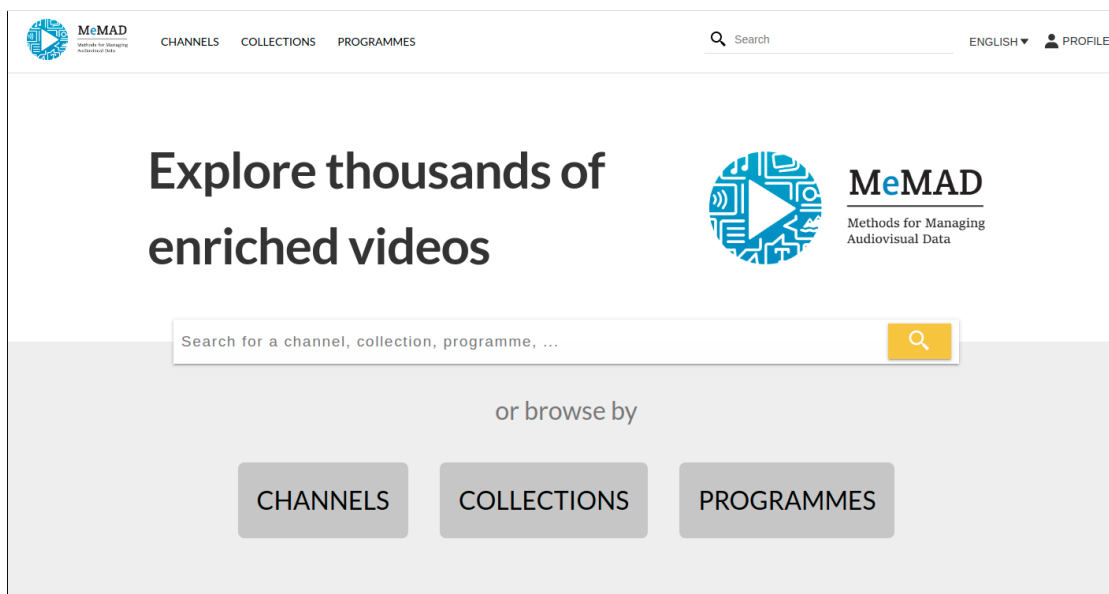 MeMAD
Methods for Managing
Audiovisual Data
CHANNELS COLLECTIONS PROGRAMMES
Search
ENGLISH
PROFILE
Explore thousands of
enriched videos
MeMAD
Methods for Managing
Audiovisual Data
Search for a channel, collection, programme, ...
or browse by
CHANNELS
COLLECTIONS
PROGRAMMES